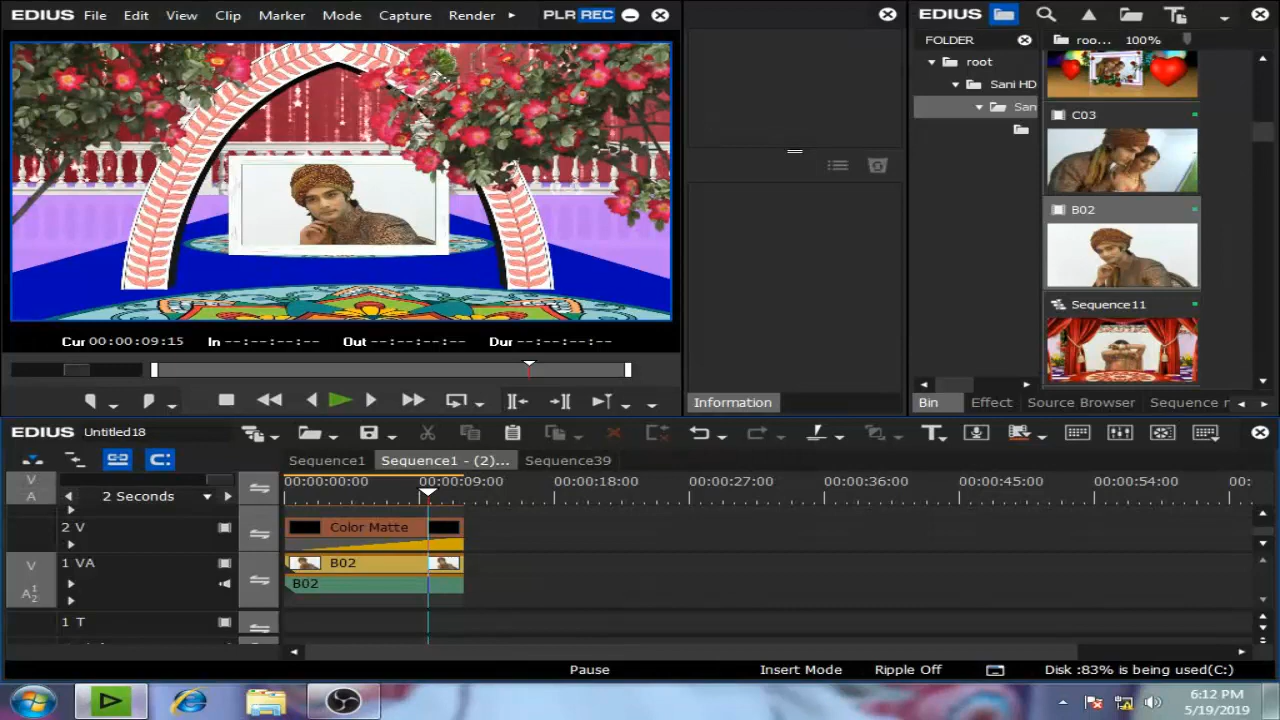 EDIUS File Edit View Clip Marker Mode Capture Render PLR REC
EDIUS
FOLDER
roo... 100%
root
Sani HD
San
C03
B02
Sequence11
Cur 00:00:09:15 In --:--:--:-- Out --:--:--:-- Dur --:--:--:--
Information
Bin Effect Source Browser
EDIUS Untitled18
Sequence1 Sequence1 - (2)... Sequence39
V
A
2 Seconds
00:00:00:00 00:00:09:00 00:00:18:00 00:00:27:00 00:00:36:00 00:00:45:00 00:00:54:00 00:
2 V
Color Matte
V
1 VA
B02
A1 2
B02
1 T
Pause Insert Mode Ripple Off Disk :83% is being used(C:)
6:12 PM
5/19/2019